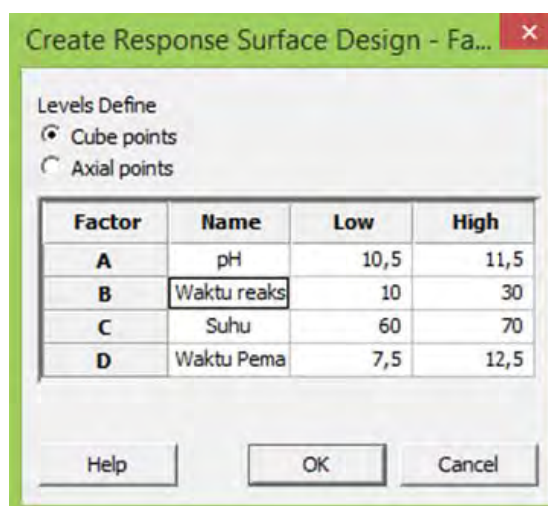 Create Response Surface Design - Fa...
Levels Define
Cube points
Axial points
Factor Name Low High
A pH 10,5 11,5
B Waktu reaks 10 30
C Suhu 60 70
D Waktu Pema 7,5 12,5
Help OK Cancel